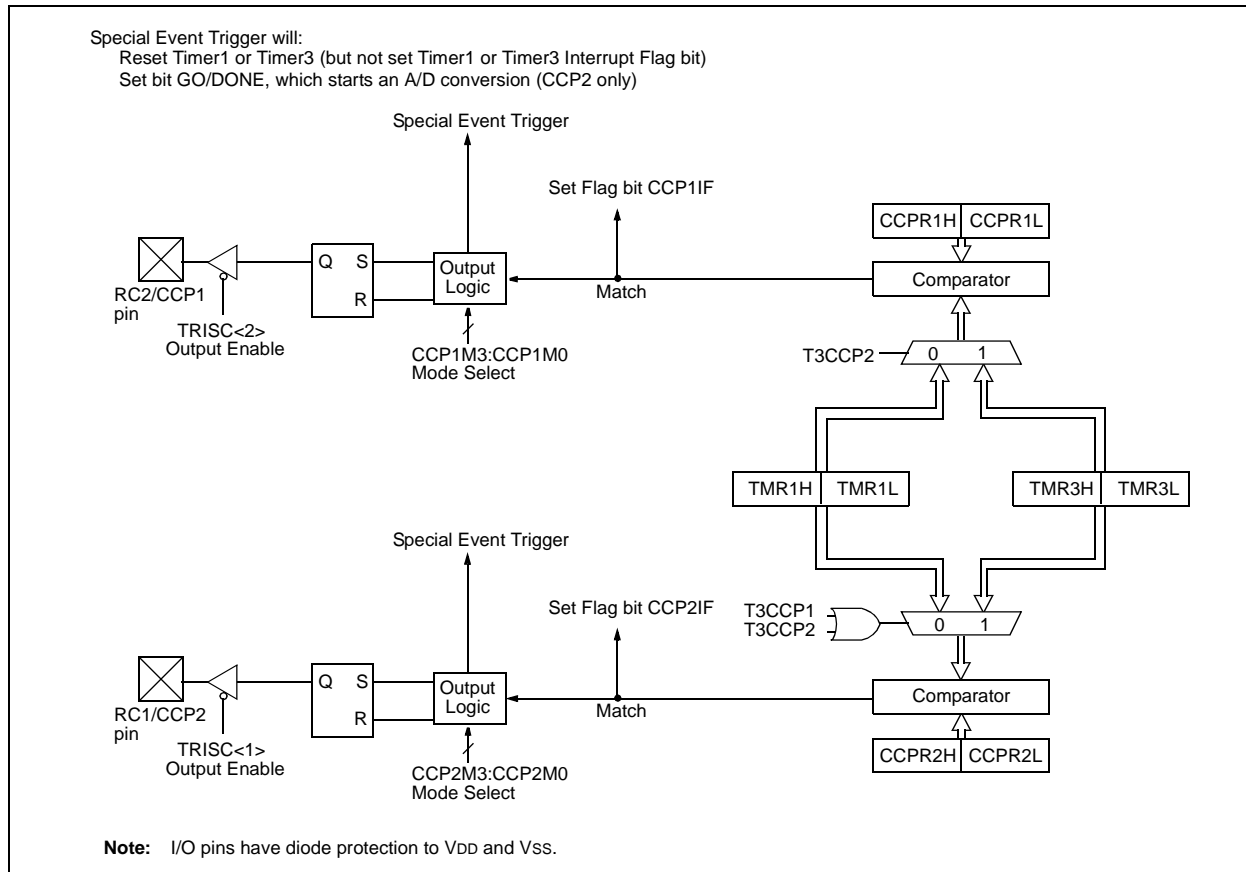 Special Event Trigger will:
Reset Timer1 or Timer3 (but not set Timer1 or Timer3 Interrupt Flag bit)
Set bit GO/DONE, which starts an A/D conversion (CCP2 only)
Special Event Trigger
Set Flag bit CCP1IF
CCPR1H CCPR1L
Q S
R
Output
Logic
Comparator
Match
RC2/CCP1
pin
TRISC<2>
Output Enable
CCP1M3:CCP1M0
Mode Select
T3CCP2
0 1
TMR1H TMR1L
TMR3H TMR3L
Special Event Trigger
Set Flag bit CCP2IF
T3CCP1
T3CCP2
0 1
Q S
R
Output
Logic
Comparator
Match
RC1/CCP2
pin
TRISC<1>
Output Enable
CCP2M3:CCP2M0
Mode Select
CCPR2H CCPR2L
Note: I/O pins have diode protection to VDD and VSS.